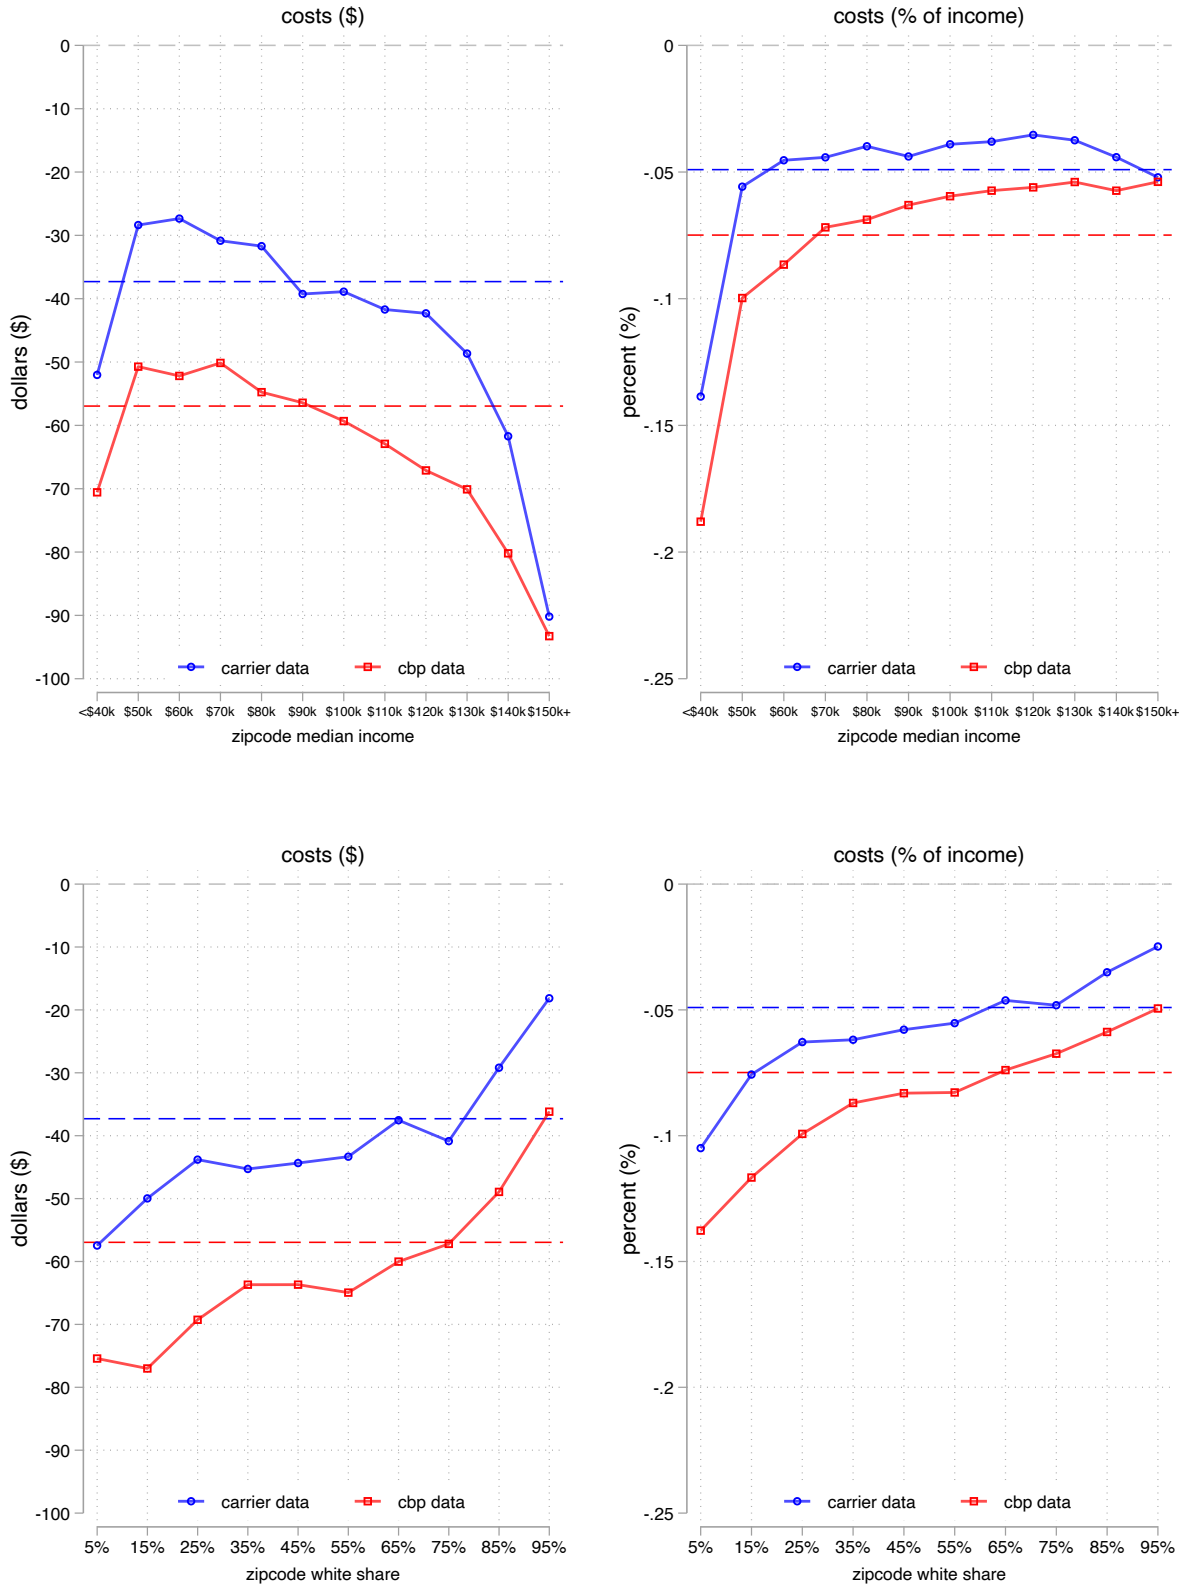 costs ($)
0
-10
-20
-30
-40
-50
-60
-70
-80
-90
-100
dollars ($)
carrier data
cbp data
<$40k $50k $60k $70k $80k $90k $100k $110k $120k $130k $140k $150k+
zipcode median income
costs (% of income)
0
-.05
-.1
-.15
-.2
-.25
percent (%)
carrier data
cbp data
<$40k $50k $60k $70k $80k $90k $100k $110k $120k $130k $140k $150k+
zipcode median income
costs ($)
0
-10
-20
-30
-40
-50
-60
-70
-80
-90
-100
dollars ($)
carrier data
cbp data
5% 15% 25% 35% 45% 55% 65% 75% 85% 95%
zipcode white share
costs (% of income)
0
-.05
-.1
-.15
-.2
-.25
percent (%)
carrier data
cbp data
5% 15% 25% 35% 45% 55% 65% 75% 85% 95%
zipcode white share